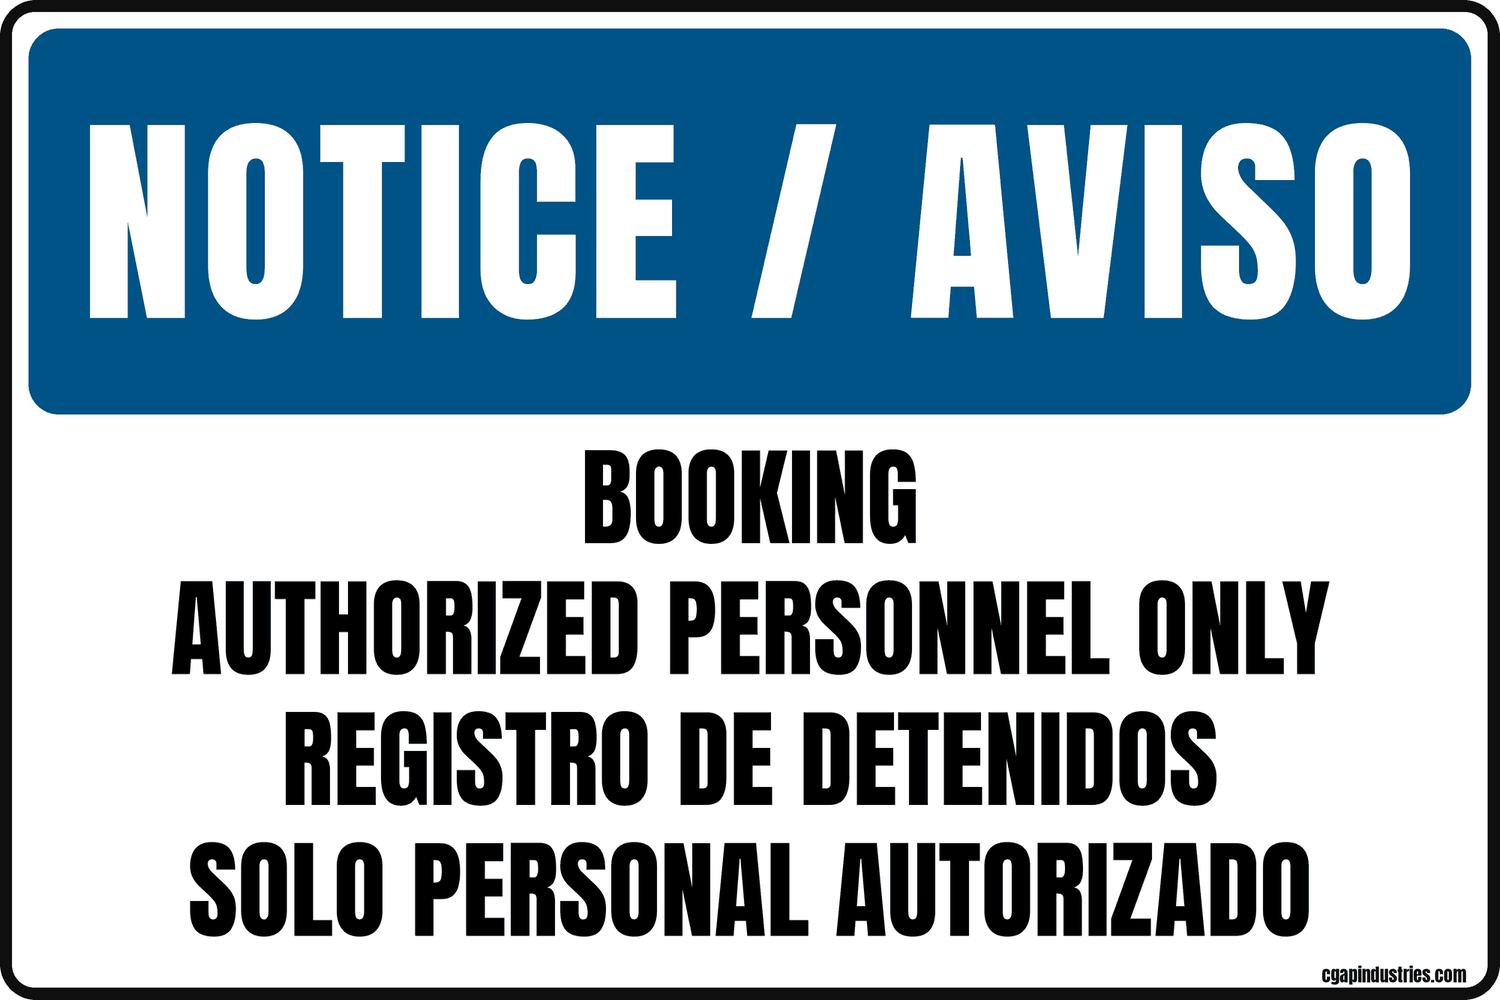 NOTICE / AVISO
BOOKING
AUTHORIZED PERSONNEL ONLY
REGISTRO DE DETENIDOS
SOLO PERSONAL AUTORIZADO
cgapindustries.com